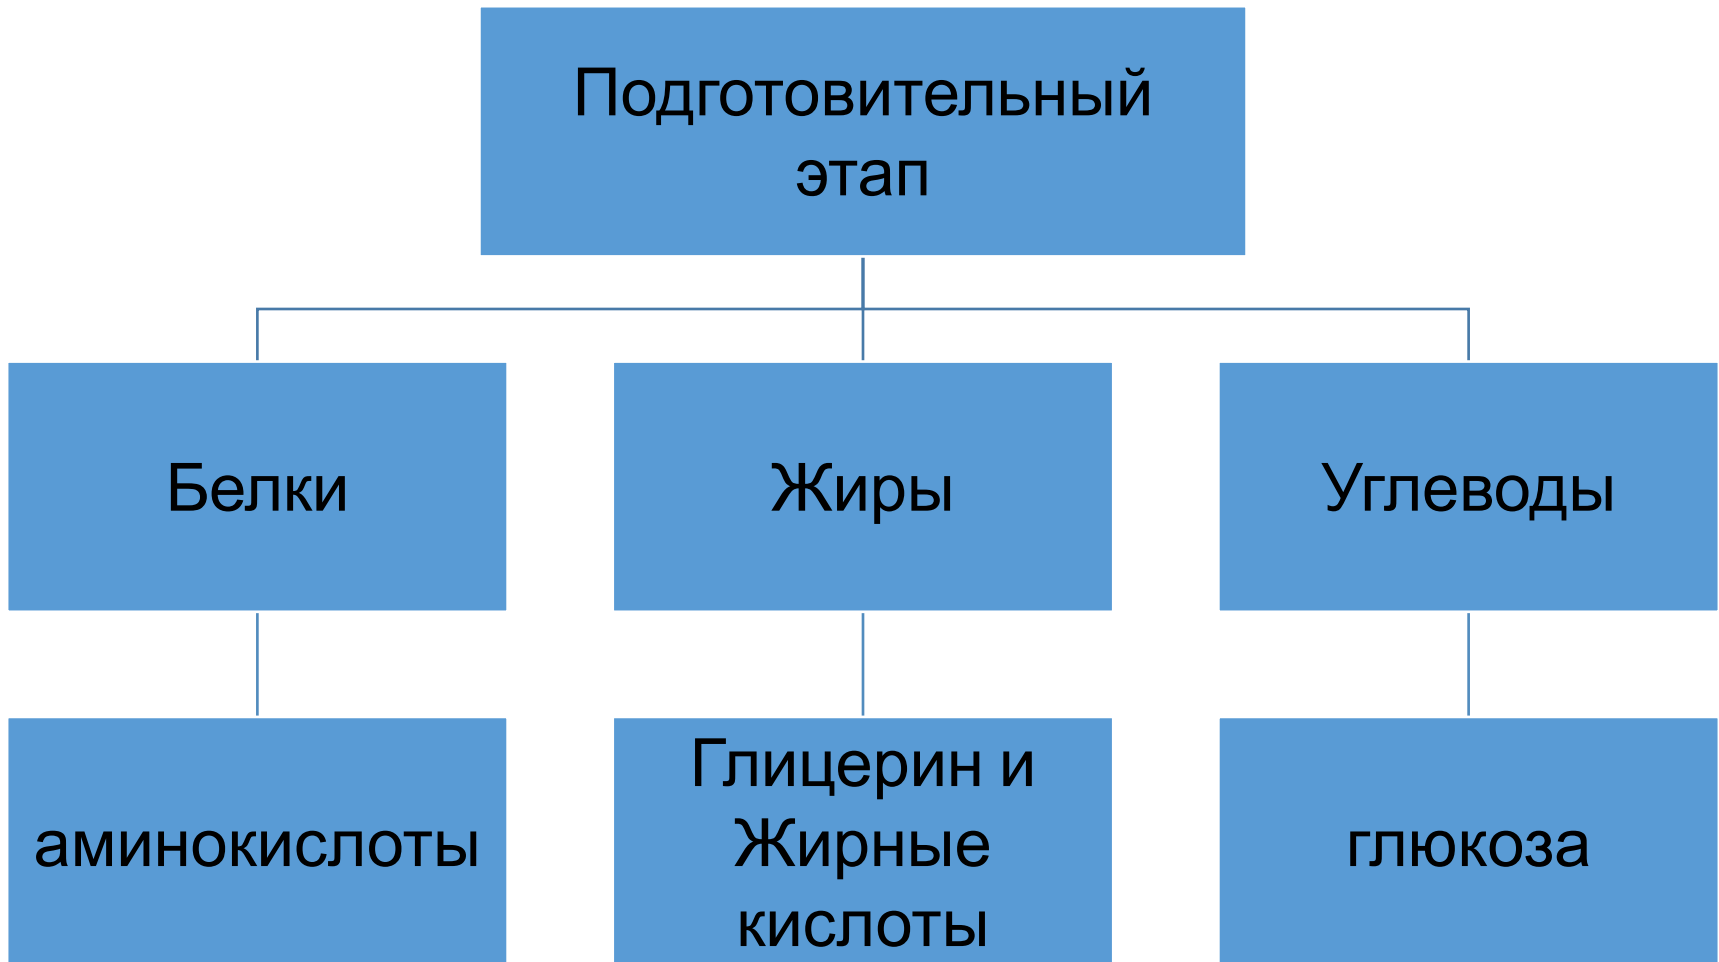 Подготовительный
этап
Белки
Жиры
Углеводы
аминокислоты
Глицерин и
Жирные
кислоты
глюкоза